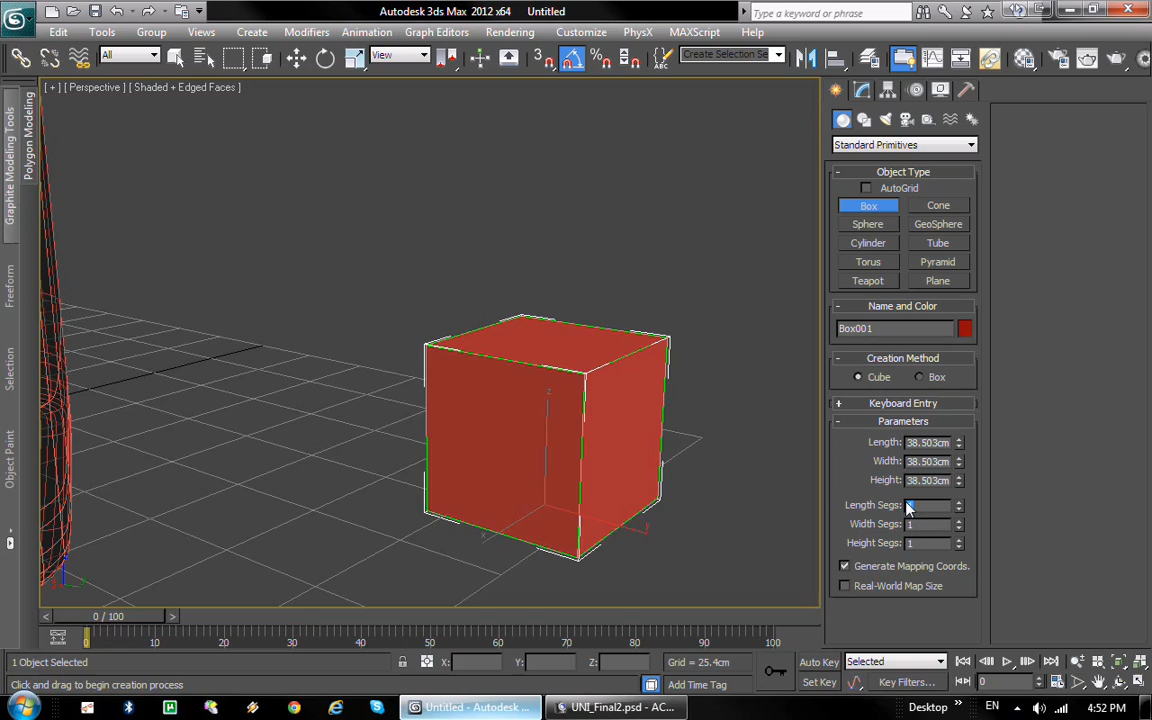 Autodesk 3ds Max 2012 x64 Untitled
Type a keyword or phrase
Edit Tools Group Views Create Modifiers Animation Graph Editors Rendering Customize PhysX MAXScript Help
All View 3 Create Selection Se
[ + ] [ Perspective ] [ Shaded + Edged Faces ]
Graphite Modeling Tools
Polygon Modeling
Freeform
Selection
Object Paint
z
x
y
Standard Primitives
- Object Type
AutoGrid
Box Cone
Sphere GeoSphere
Cylinder Tube
Torus Pyramid
Teapot Plane
- Name and Color
Box001
- Creation Method
Cube Box
+ Keyboard Entry
- Parameters
Length: 38.503cm
Width: 38.503cm
Height: 38.503cm
Length Segs:
Width Segs: 1
Height Segs: 1
Generate Mapping Coords.
Real-World Map Size
< 0 / 100 >
0 10 20 30 40 50 60 70 80 90 100
1 Object Selected X: Y: Z: Grid = 25.4cm Auto Key Selected
Click and drag to begin creation process Add Time Tag Set Key Key Filters... 0
Untitled - Autodesk ... UNI_Final2.psd - AC... Desktop » EN 4:52 PM